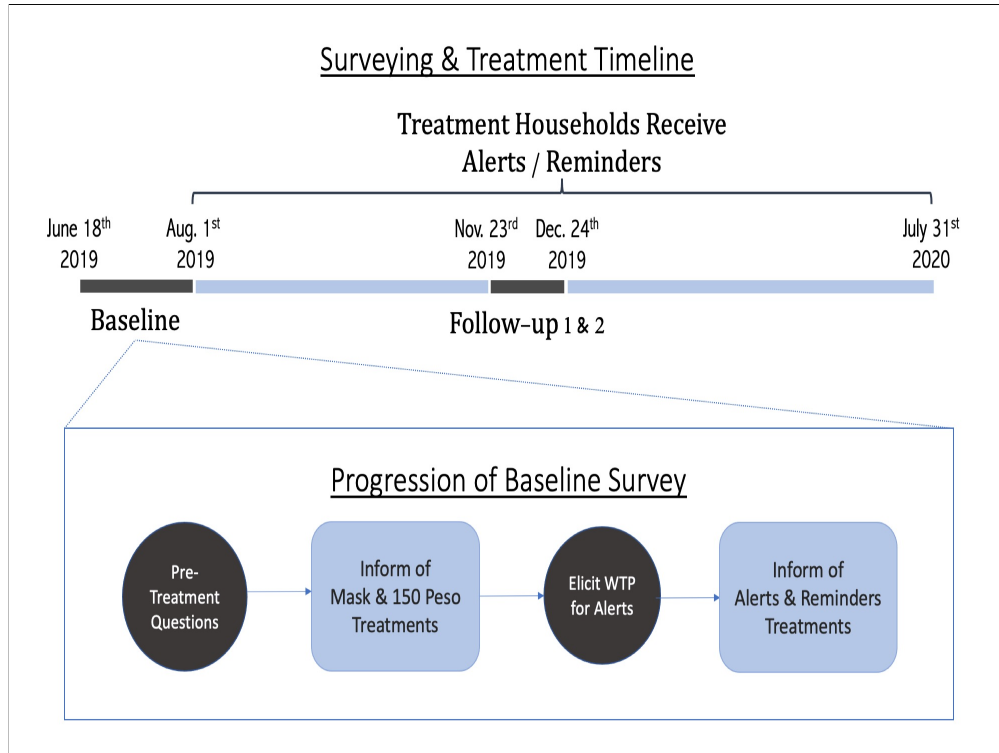 Surveying & Treatment Timeline
Treatment Households Receive
Alerts / Reminders
June 18th
2019
Aug. 1st
2019
Nov. 23rd
2019
Dec. 24th
2019
July 31st
2020
Baseline
Follow-up 1 & 2
Progression of Baseline Survey
Pre-
Treatment
Questions
Inform of
Mask & 150 Peso
Treatments
Elicit WTP
for Alerts
Inform of
Alerts & Reminders
Treatments